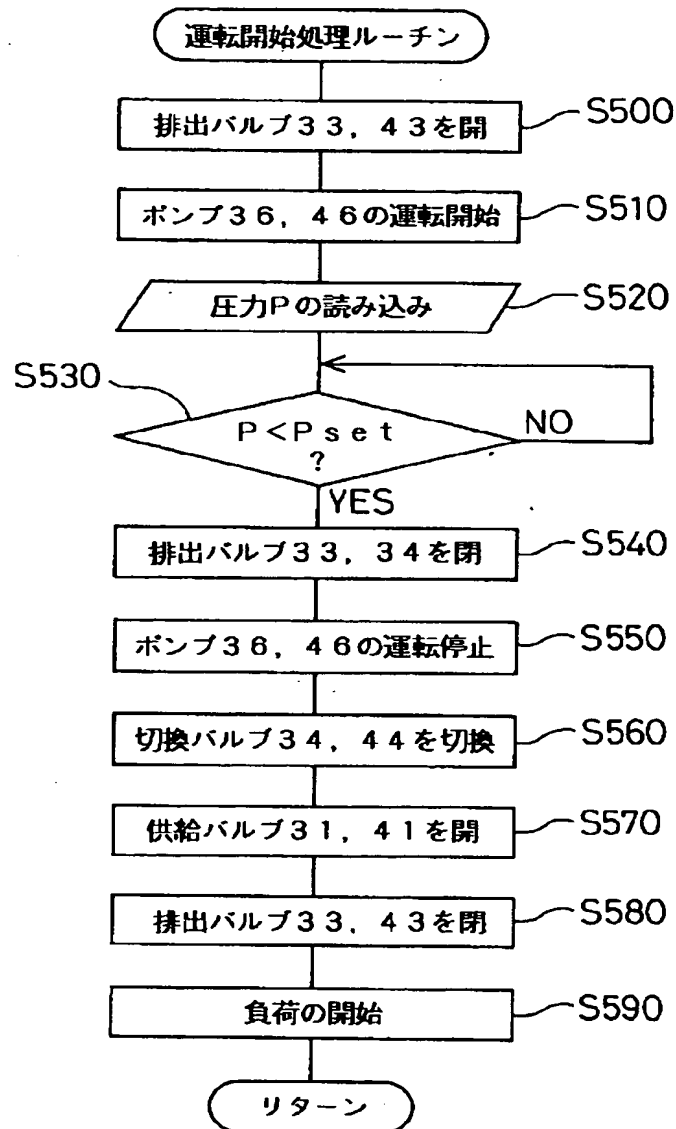 運転開始処理ルーチン
排出バルブ33,43を開
S500
ポンプ36,46の運転開始
S510
圧力Pの読み込み
S520
S530
P<Pset
?
NO
YES
排出バルブ33,34を閉
S540
ポンプ36,46の運転停止
S550
切換バルブ34,44を切換
S560
供給バルブ31,41を開
S570
排出バルブ33,43を閉
S580
負荷の開始
S590
リターン